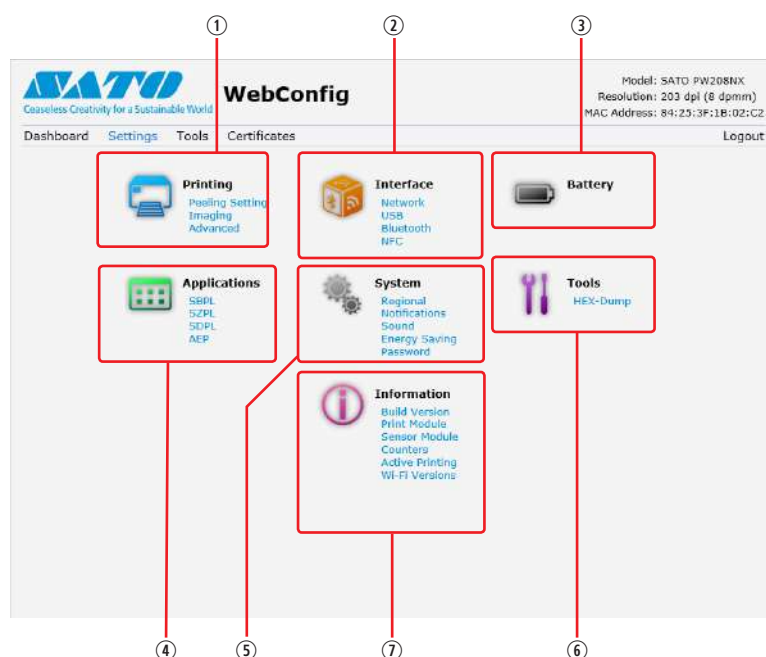 ① ② ③
SATO
Ceaseless Creativity for a Sustainable World
WebConfig
Model: SATO PW208NX
Resolution: 203 dpi (8 dpmm)
MAC Address: 84:25:3F:1B:02:C2
Dashboard Settings Tools Certificates Logout
Printing
Peeling Setting
Imaging
Advanced
Interface
Network
USB
Bluetooth
NFC
Battery
Applications
SBPL
SZPL
SDPL
AEP
System
Regional
Notifications
Sound
Energy Saving
Password
Tools
HEX-Dump
Information
Build Version
Print Module
Sensor Module
Counters
Active Printing
Wi-Fi Versions
④ ⑤ ⑦ ⑥